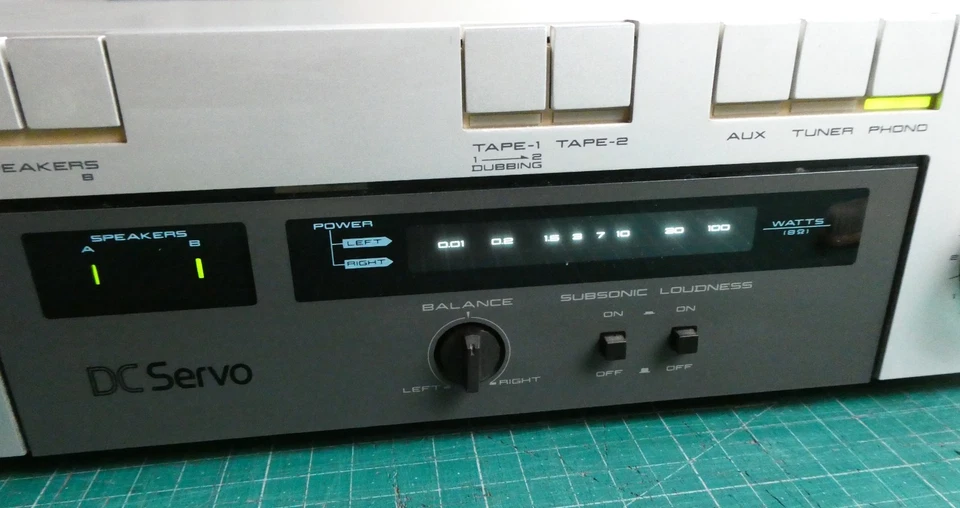 EAKERS
B
TAPE-1
1 2
DUBBING
TAPE-2
AUX
TUNER
PHONO
SPEAKERS
A B
POWER
LEFT
RIGHT
0.01 0.2 1.5 3 7 10 30 100
WATTS
(8Ω)
BALANCE
LEFT RIGHT
SUBSONIC LOUDNESS
ON ON
OFF OFF
DC Servo